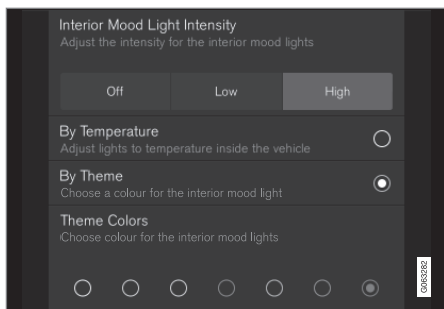 Interior Mood Light Intensity
Adjust the intensity for the interior mood lights
Off Low High
By Temperature
Adjust lights to temperature inside the vehicle
By Theme
Choose a colour for the interior mood light
Theme Colors
Choose colour for the interior mood lights
G063282